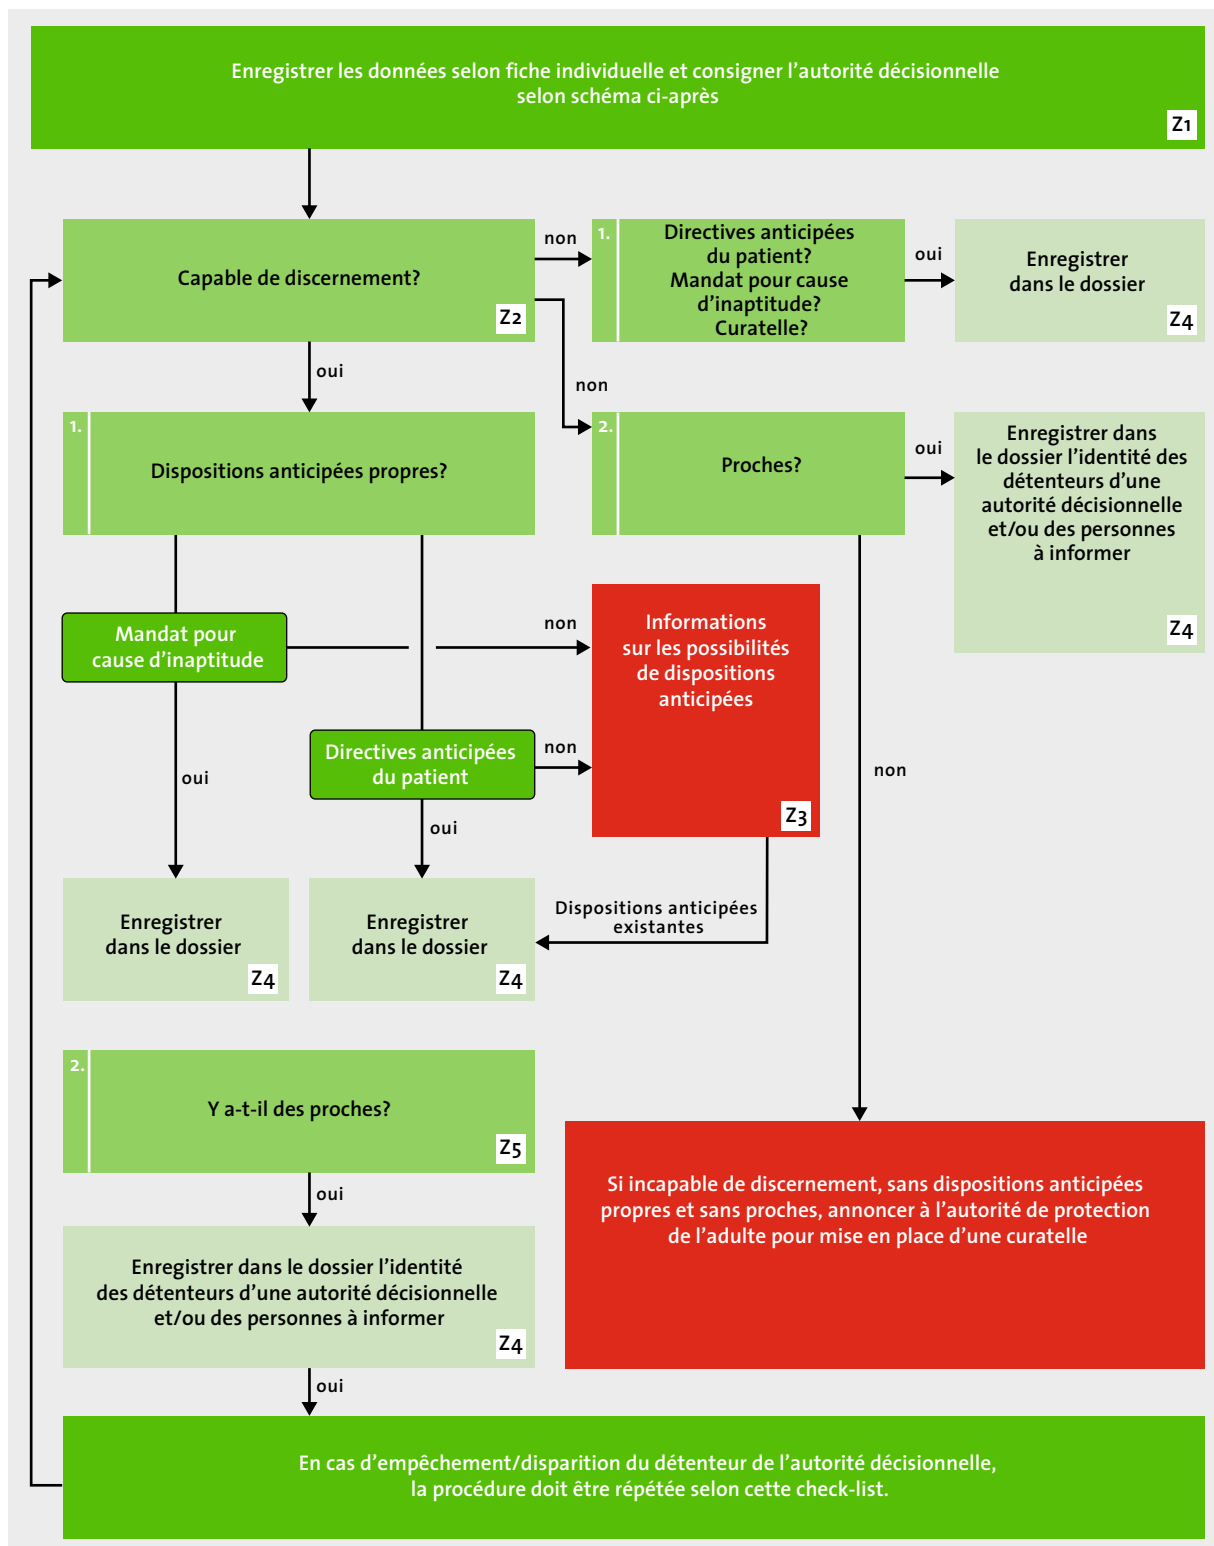 Enregistrer les données selon fiche individuelle et consigner l’autorité décisionnelle
selon schéma ci-après
Z1
Capable de discernement?
Z2
non
1.
Directives anticipées
du patient?
Mandat pour cause
d’inaptitude?
Curatelle?
oui
Enregistrer
dans le dossier
Z4
oui
non
1.
Dispositions anticipées propres?
2.
Proches?
oui
Enregistrer dans
le dossier l’identité des
détenteurs d’une
autorité décisionnelle
et/ou des personnes
à informer
Z4
Mandat pour
cause d’inaptitude
non
Informations
sur les possibilités
de dispositions
anticipées
Z3
Directives anticipées
du patient
non
non
oui
oui
Enregistrer
dans le dossier
Z4
Enregistrer
dans le dossier
Z4
Dispositions anticipées
existantes
2.
Y a-t-il des proches?
Z5
oui
Enregistrer dans le dossier l’identité
des détenteurs d’une autorité décisionnelle
et/ou des personnes à informer
Z4
Si incapable de discernement, sans dispositions anticipées
propres et sans proches, annoncer à l’autorité de protection
de l’adulte pour mise en place d’une curatelle
oui
En cas d’empêchement/disparition du détenteur de l’autorité décisionnelle,
la procédure doit être répétée selon cette check-list.